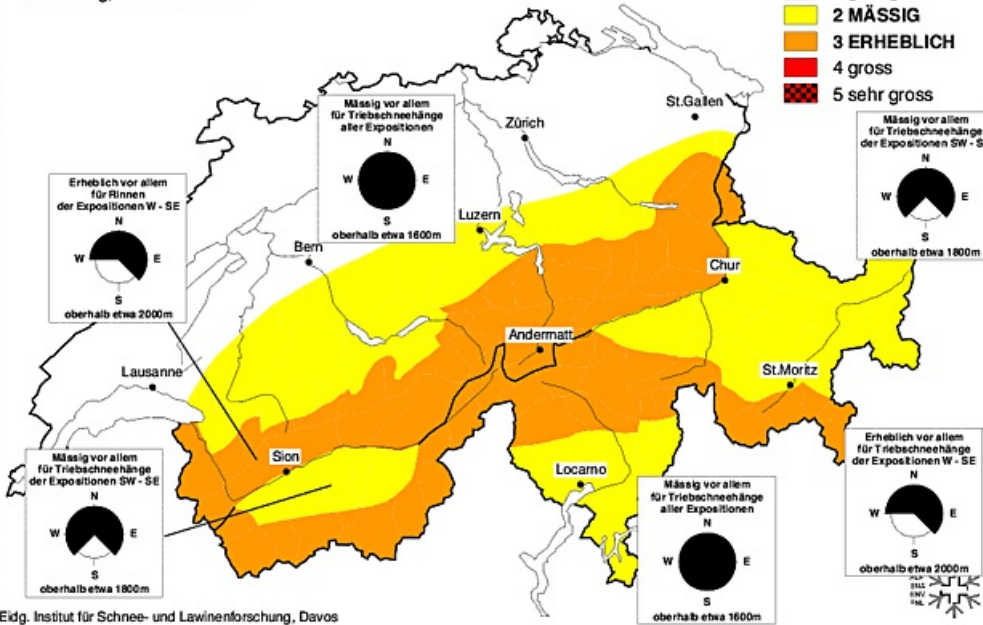 2 MÄSSIG
3 ERHEBLICH
4 gross
5 sehr gross
St.Gallen
Zürich
Mässig vor allem
für Triebschneehänge
aller Expositionen
N
W E
S
oberhalb etwa 1600m
Mässig vor allem
für Triebschneehänge
der Expositionen SW - S
N
W E
S
oberhalb etwa 1800m
Erheblich vor allem
für Rinnen
der Expositionen W - SE
N
W E
S
oberhalb etwa 2000m
Luzern
Bern
Chur
Andermatt
Lausanne
St.Moritz
Sion
Locarno
Mässig vor allem
für Triebschneehänge
der Expositionen SW - SE
N
W E
S
oberhalb etwa 1800m
Mässig vor allem
für Triebschneehänge
aller Expositionen
N
W E
S
oberhalb etwa 1600m
Erheblich vor allem
für Triebschneehänge
der Expositionen W - SE
N
W E
S
oberhalb etwa 2000m
Eidg. Institut für Schnee- und Lawinenforschung, Davos